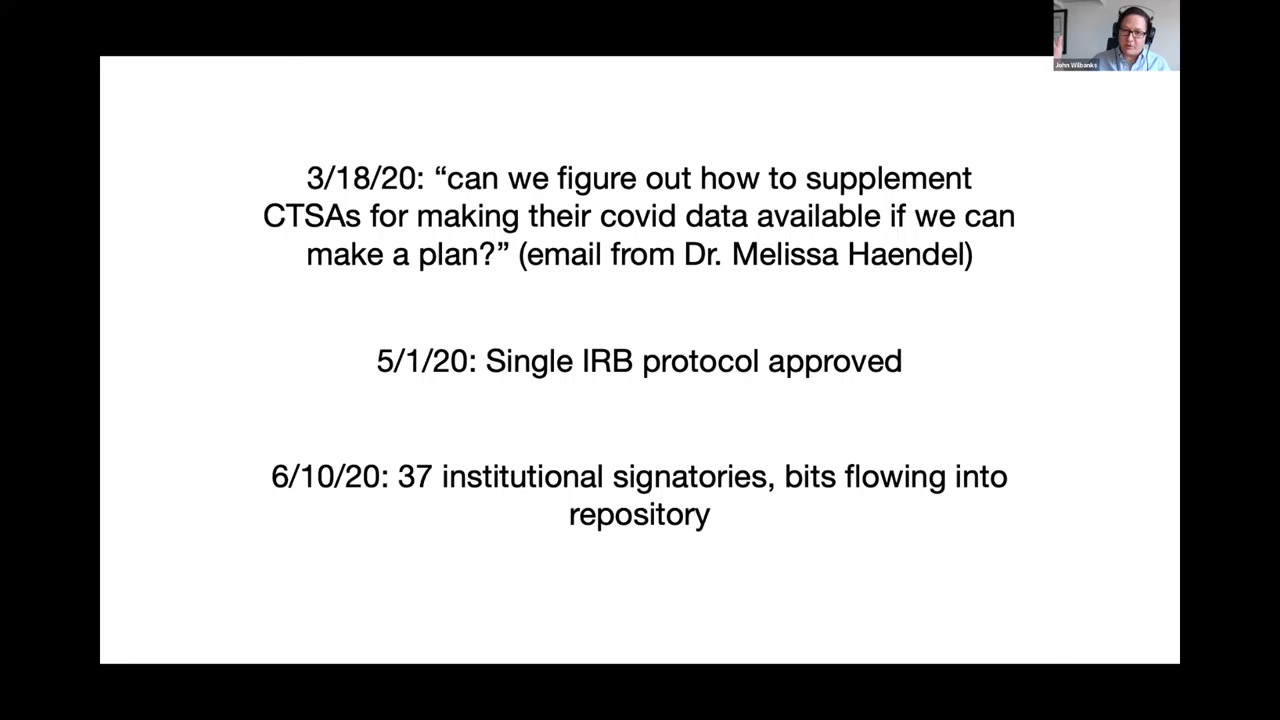 John Wilbanks
3/18/20: “can we figure out how to supplement
CTSAs for making their covid data available if we can
make a plan?” (email from Dr. Melissa Haendel)
5/1/20: Single IRB protocol approved
6/10/20: 37 institutional signatories, bits flowing into
repository